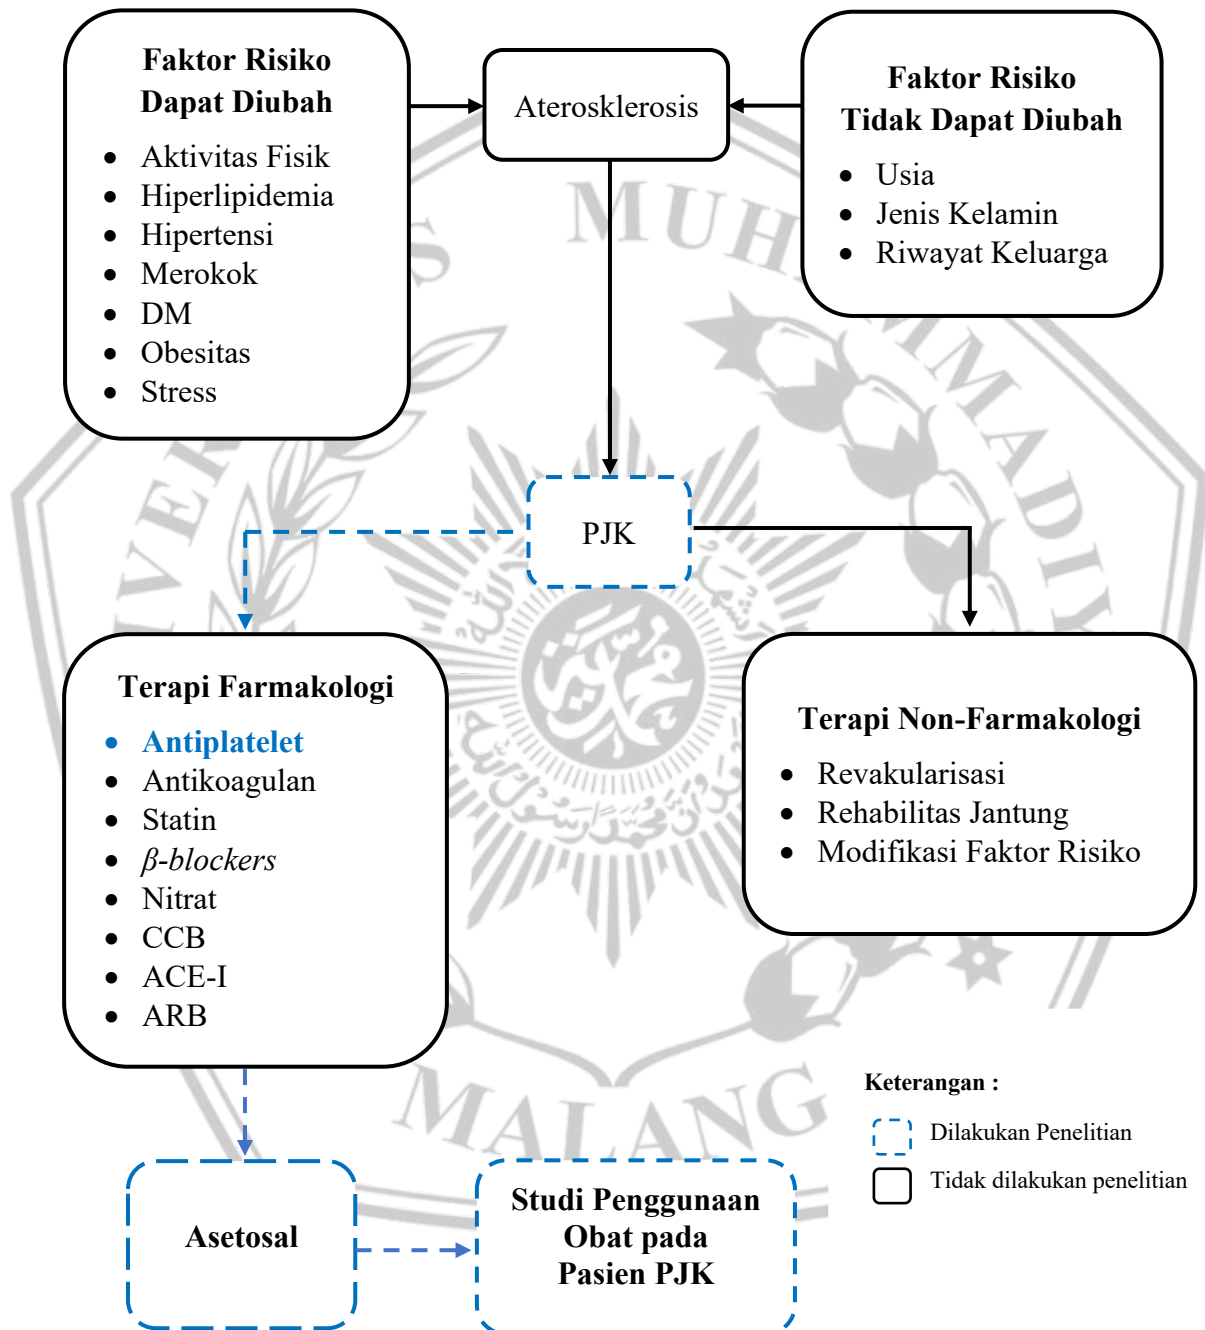 Faktor Risiko
Dapat Diubah
• Aktivitas Fisik
• Hiperlipidemia
• Hipertensi
• Merokok
• DM
• Obesitas
• Stress
Aterosklerosis
Faktor Risiko
Tidak Dapat Diubah
• Usia
• Jenis Kelamin
• Riwayat Keluarga
PJK
Terapi Farmakologi
• Antiplatelet
• Antikoagulan
• Statin
• β-blockers
• Nitrat
• CCB
• ACE-I
• ARB
Terapi Non-Farmakologi
• Revakularisasi
• Rehabilitas Jantung
• Modifikasi Faktor Risiko
Asetosal
Studi Penggunaan
Obat pada
Pasien PJK
Keterangan :
Dilakukan Penelitian
Tidak dilakukan penelitian
MALANG